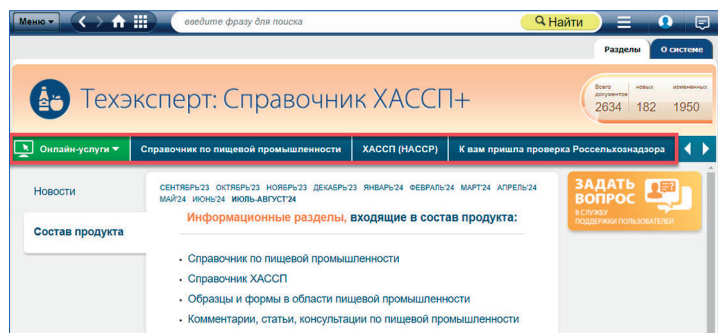 Меню
введите фразу для поиска
Найти
Разделы
О системе
Техэксперт: Справочник ХАССП+
Всего документов
новых
измененных
2634
182
1950
Онлайн-услуги
Справочник по пищевой промышленности
ХАССП (HACCP)
К вам пришла проверка Россельхознадзора
Новости
Состав продукта
СЕНТЯБРЬ'23 ОКТЯБРЬ'23 НОЯБРЬ'23 ДЕКАБРЬ'23 ЯНВАРЬ'24 ФЕВРАЛЬ'24 МАРТ'24 АПРЕЛЬ'24
МАЙ'24 ИЮНЬ'24 ИЮЛЬ-АВГУСТ'24
Информационные разделы, входящие в состав продукта:
• Справочник по пищевой промышленности
• Справочник ХАССП
• Образцы и формы в области пищевой промышленности
• Комментарии, статьи, консультации по пищевой промышленности
ЗАДАТЬ
ВОПРОС
В СЛУЖБУ
ПОДДЕРЖКИ ПОЛЬЗОВАТЕЛЕЙ